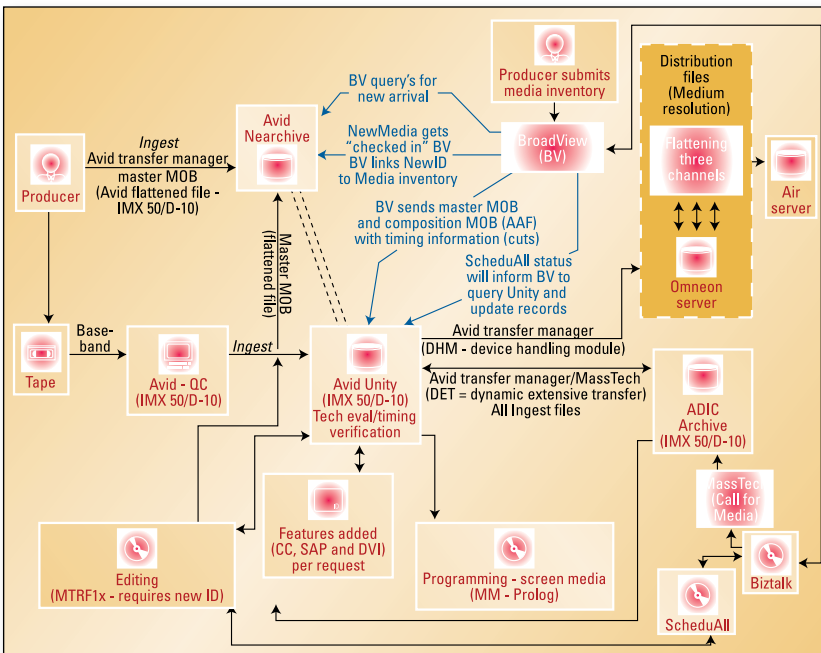 Producer submits
media inventory
BroadView
(BV)
BV query's for
new arrival
NewMedia gets
"checked in" BV
BV links NewID
to Media inventory
BV sends master MOB
and composition MOB (AAF)
with timing information (cuts)
ScheduAll status
will inform BV to
query Unity and
update records
Avid
Nearchive
Ingest
Avid transfer manager
master MOB
(Avid flattened file -
IMX 50/D-10)
Producer
Master MOB
(flattened file)
Distribution
files
(Medium
resolution)
Flattening
three
channels
Omneon
server
Air
server
Tape
Base-
band
Avid - QC
(IMX 50/D-10)
Ingest
Avid Unity
(IMX 50/D-10)
Tech eval/timing
verification
Avid transfer manager
(DHM - device handling module)
Avid transfer manager/MassTech
(DET = dynamic extensive transfer)
All Ingest files
ADIC
Archive
(IMX 50/D-10)
MassTech
(Call for
Media)
Biztalk
ScheduAll
Editing
(MTRF1x - requires new ID)
Features added
(CC, SAP and DVI)
per request
Programming - screen media
(MM - Prolog)